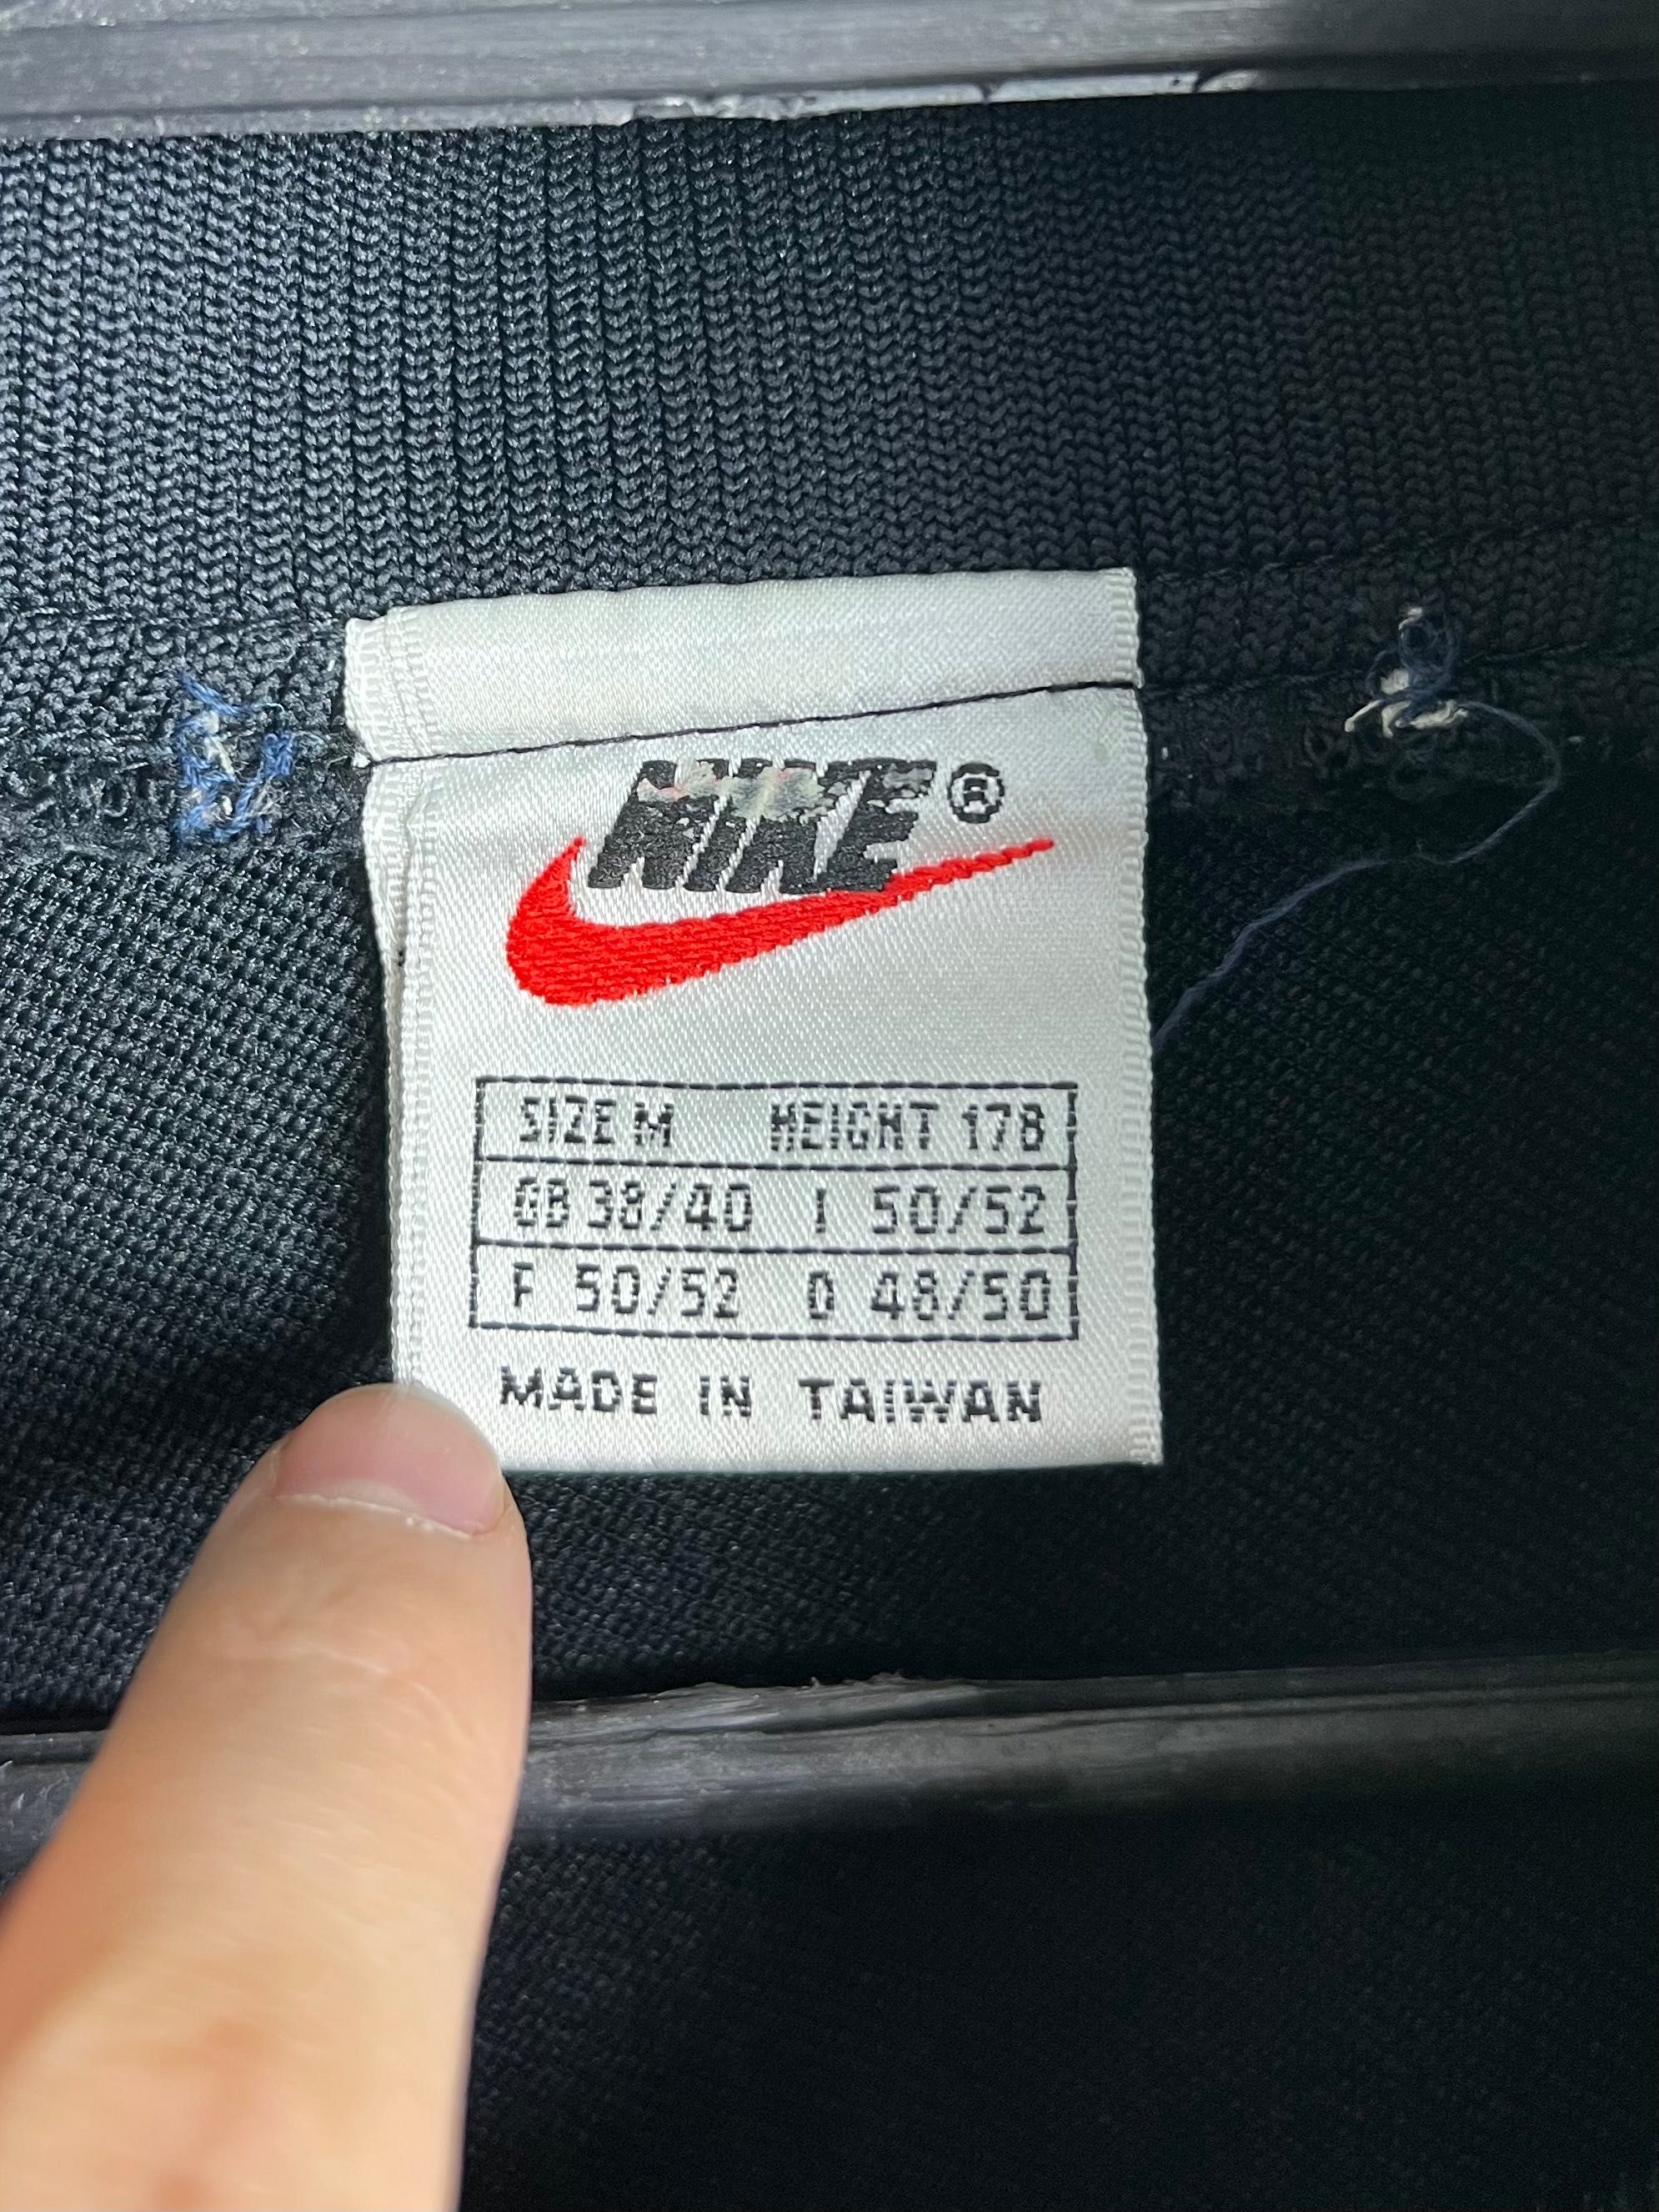 NIKE ®
SIZE M HEIGHT 178
GB 38/40 I 50/52
F 50/52 D 48/50
MADE IN TAIWAN